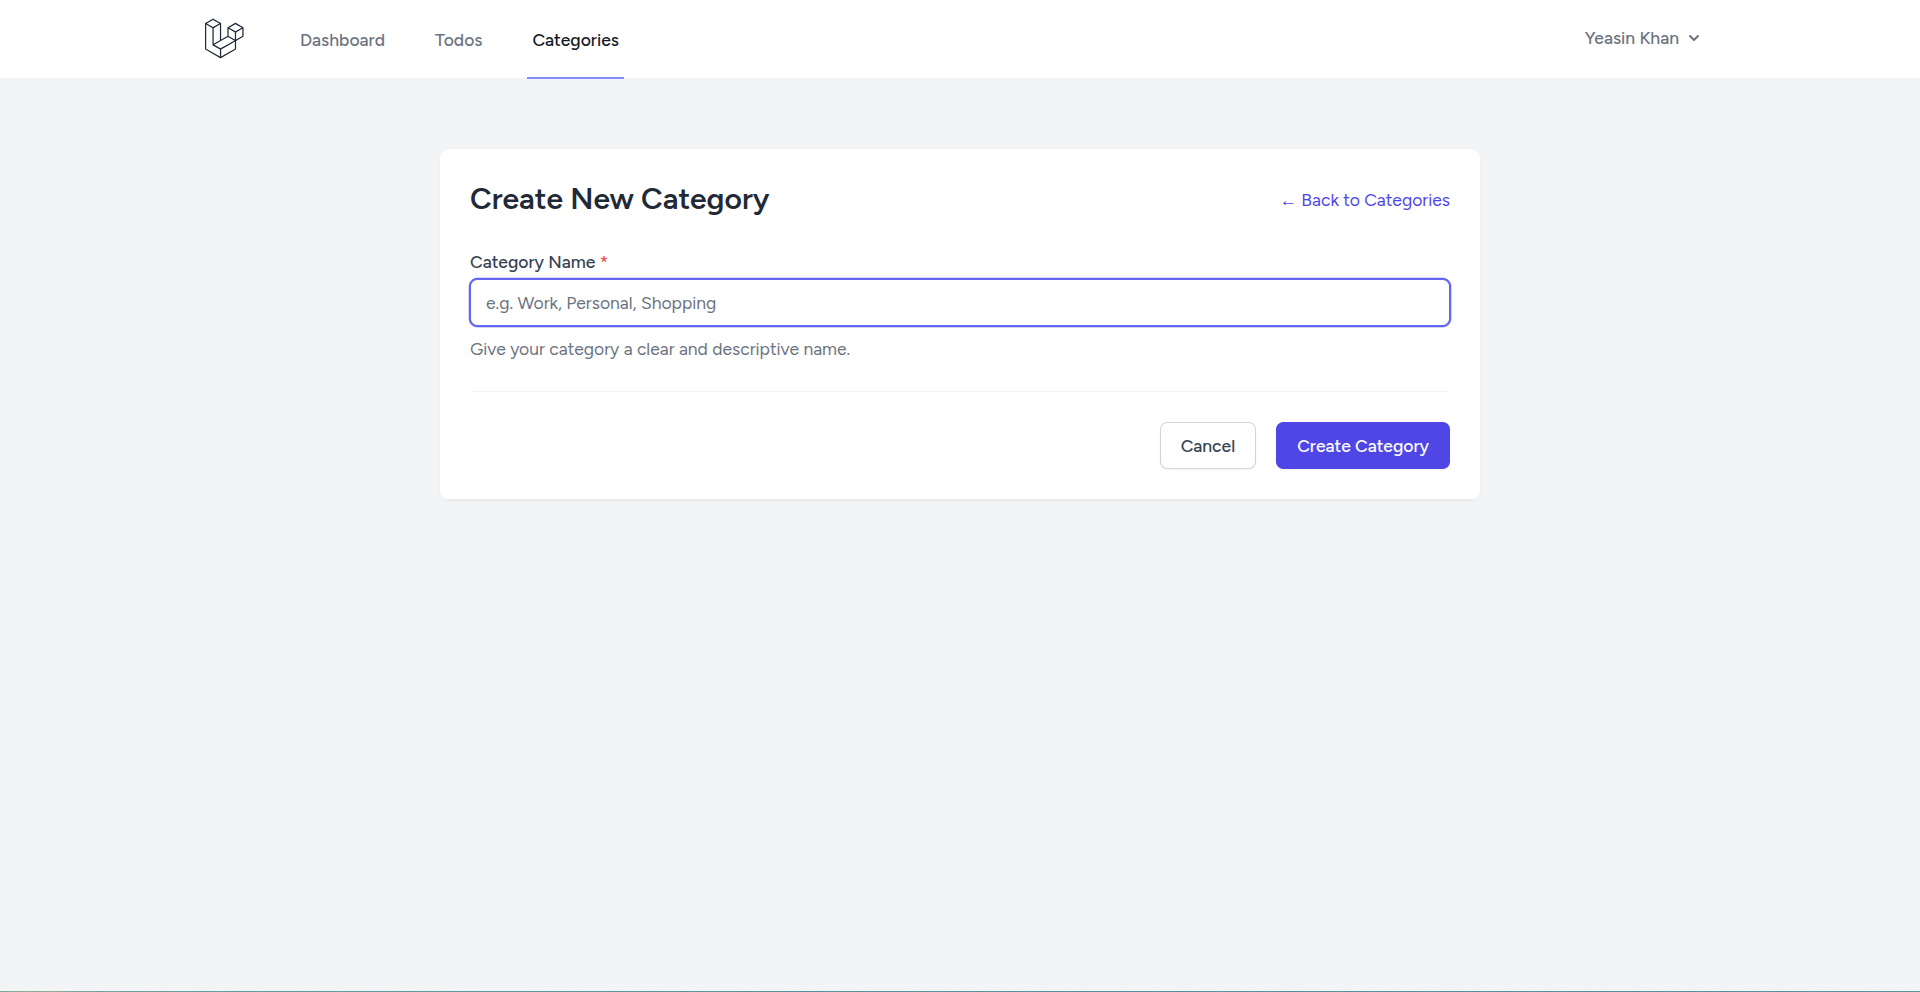 Dashboard Todos Categories Yeasin Khan
Create New Category
← Back to Categories
Category Name *
e.g. Work, Personal, Shopping
Give your category a clear and descriptive name.
Cancel Create Category